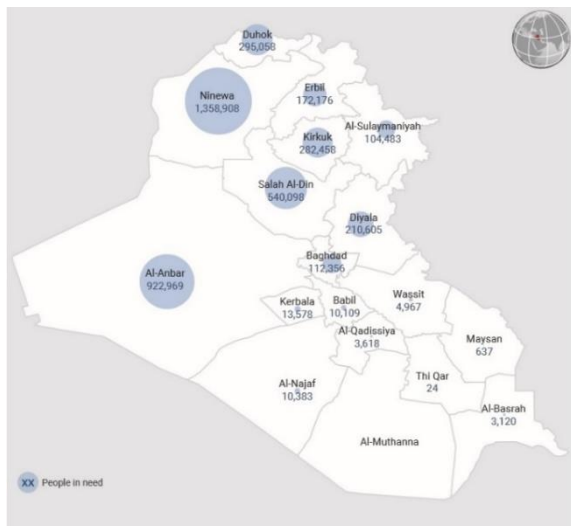 Duhok
295,058
Ninewa
1,358,908
Erbil
172,176
Al-Sulaymaniyah
104,483
Kirkuk
282,458
Salah Al-Din
540,098
Diyala
210,605
Baghdad
112,356
Al-Anbar
922,969
Wassit
4,967
Kerbala
13,578
Babil
10,109
Al-Qadissiya
3,618
Maysan
637
Thi Qar
24
Al-Najaf
10,383
Al-Basrah
3,120
Al-Muthanna
XX People in need